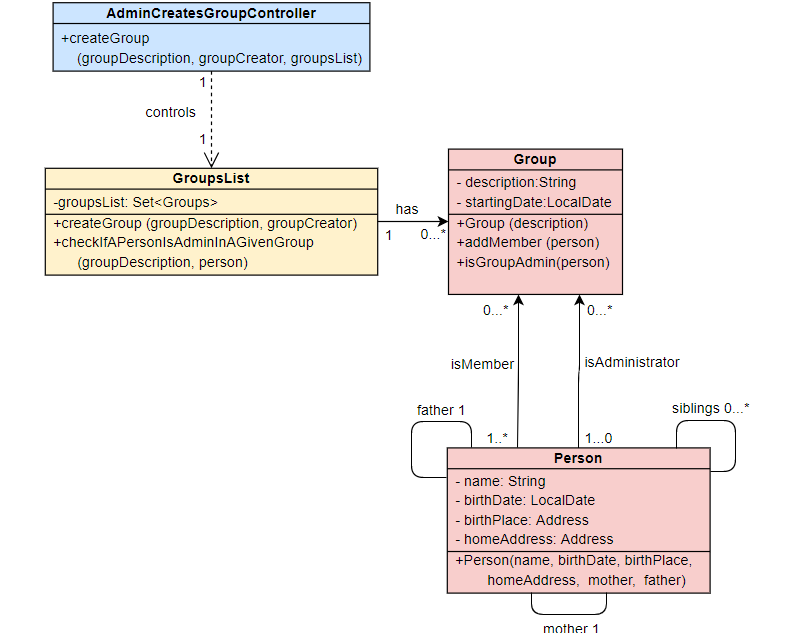 AdminCreatesGroupController
+createGroup
(groupDescription, groupCreator, groupsList)
1
controls
1
GroupsList
-groupsList: Set<Groups>
+createGroup (groupDescription, groupCreator)
+checkIfAPersonIsAdminInAGivenGroup
(groupDescription, person)
has
1
0...*
Group
- description:String
- startingDate:LocalDate
+Group (description)
+addMember (person)
+isGroupAdmin(person)
0...*
0...*
isMember
isAdministrator
1..*
1...0
father 1
siblings 0...*
Person
- name: String
- birthDate: LocalDate
- birthPlace: Address
- homeAddress: Address
+Person(name, birthDate, birthPlace,
homeAddress, mother, father)
mother 1